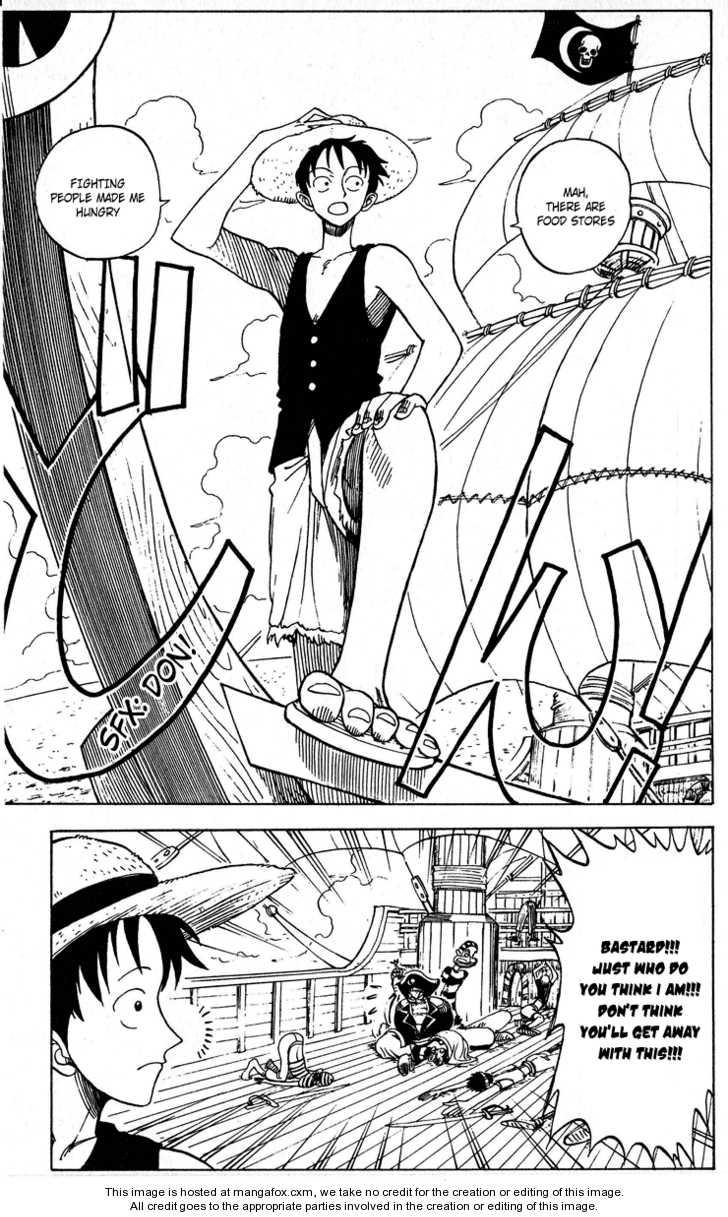 FIGHTING
PEOPLE MADE ME
HUNGRY
MAH,
THERE ARE
FOOD STORES
ドン!!
SFX: DON!
BASTARD!!!
JUST WHO DO
YOU THINK I AM!!!
DON'T THINK
YOU'LL GET AWAY
WITH THIS!!!
This image is hosted at mangafox.cxm, we take no credit for the creation or editing of this image.
All credit goes to the appropriate parties involved in the creation or editing of this image.